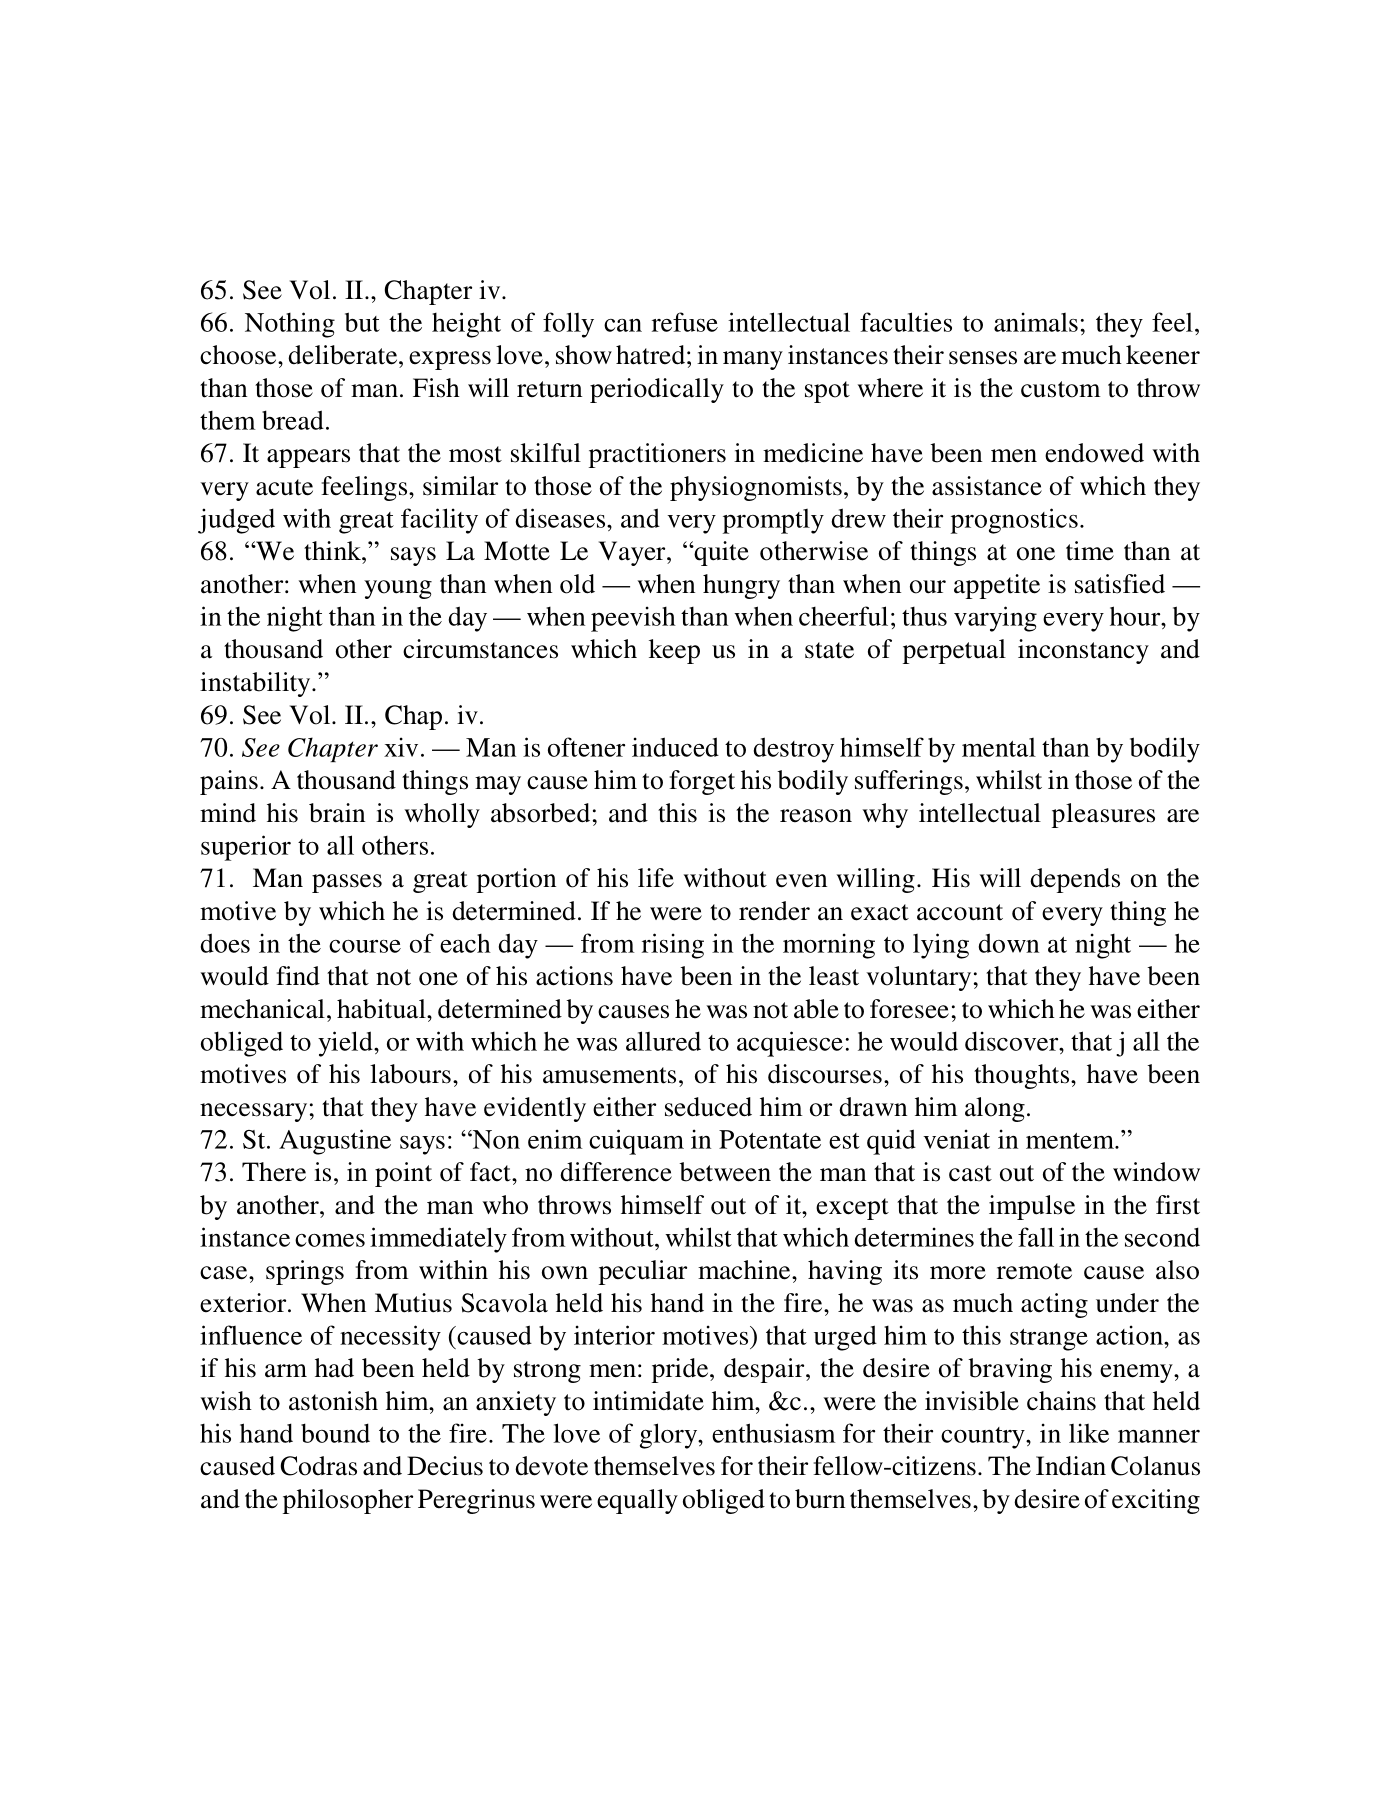 65. See Vol. II., Chapter iv.
66. Nothing but the height of folly can refuse intellectual faculties to animals; they feel,
choose, deliberate, express love, show hatred; in many instances their senses are much keener
than those of man. Fish will return periodically to the spot where it is the custom to throw
them bread.
67. It appears that the most skilful practitioners in medicine have been men endowed with
very acute feelings, similar to those of the physiognomists, by the assistance of which they
judged with great facility of diseases, and very promptly drew their prognostics.
68. “We think,” says La Motte Le Vayer, “quite otherwise of things at one time than at
another: when young than when old — when hungry than when our appetite is satisfied —
in the night than in the day — when peevish than when cheerful; thus varying every hour, by
a thousand other circumstances which keep us in a state of perpetual inconstancy and
instability.”
69. See Vol. II., Chap. iv.
70. See Chapter xiv. — Man is oftener induced to destroy himself by mental than by bodily
pains. A thousand things may cause him to forget his bodily sufferings, whilst in those of the
mind his brain is wholly absorbed; and this is the reason why intellectual pleasures are
superior to all others.
71. Man passes a great portion of his life without even willing. His will depends on the
motive by which he is determined. If he were to render an exact account of every thing he
does in the course of each day — from rising in the morning to lying down at night — he
would find that not one of his actions have been in the least voluntary; that they have been
mechanical, habitual, determined by causes he was not able to foresee; to which he was either
obliged to yield, or with which he was allured to acquiesce: he would discover, that j all the
motives of his labours, of his amusements, of his discourses, of his thoughts, have been
necessary; that they have evidently either seduced him or drawn him along.
72. St. Augustine says: “Non enim cuiquam in Potentate est quid veniat in mentem.”
73. There is, in point of fact, no difference between the man that is cast out of the window
by another, and the man who throws himself out of it, except that the impulse in the first
instance comes immediately from without, whilst that which determines the fall in the second
case, springs from within his own peculiar machine, having its more remote cause also
exterior. When Mutius Scavola held his hand in the fire, he was as much acting under the
influence of necessity (caused by interior motives) that urged him to this strange action, as
if his arm had been held by strong men: pride, despair, the desire of braving his enemy, a
wish to astonish him, an anxiety to intimidate him, &c., were the invisible chains that held
his hand bound to the fire. The love of glory, enthusiasm for their country, in like manner
caused Codras and Decius to devote themselves for their fellow-citizens. The Indian Colanus
and the philosopher Peregrinus were equally obliged to burn themselves, by desire of exciting